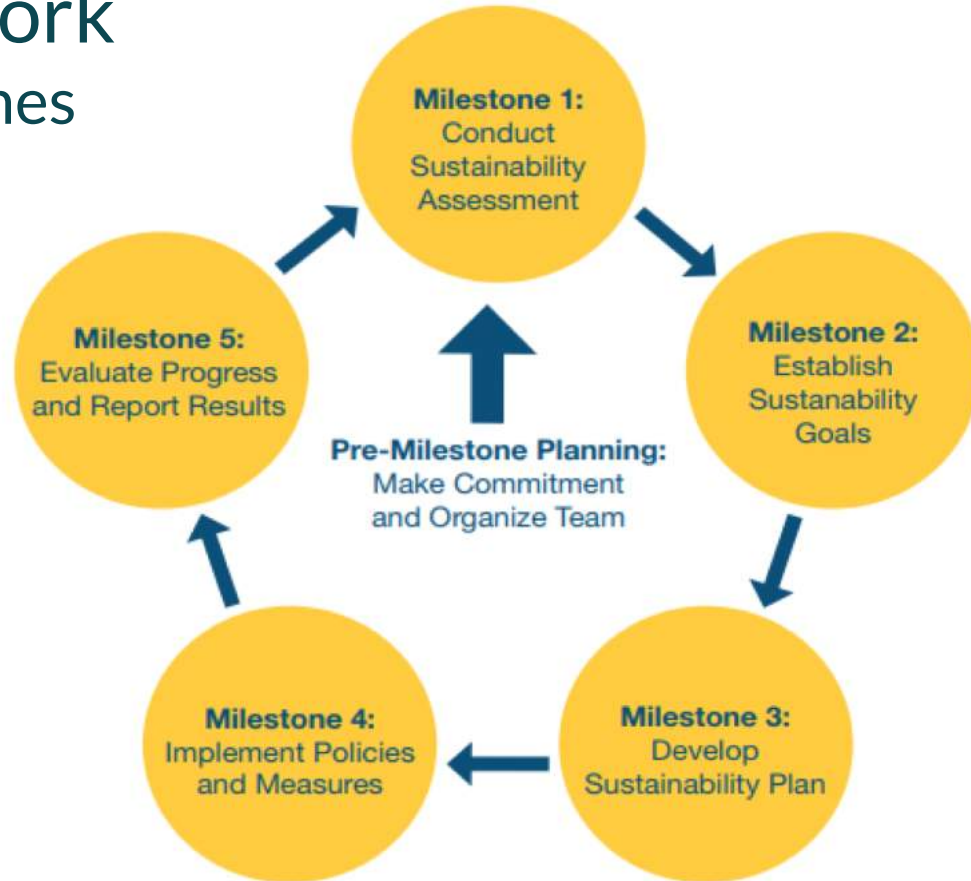 ork
nes
Milestone 1:
Conduct
Sustainability
Assessment
Milestone 2:
Establish
Sustanability
Goals
Milestone 3:
Develop
Sustainability Plan
Milestone 4:
Implement Policies
and Measures
Milestone 5:
Evaluate Progress
and Report Results
Pre-Milestone Planning:
Make Commitment
and Organize Team